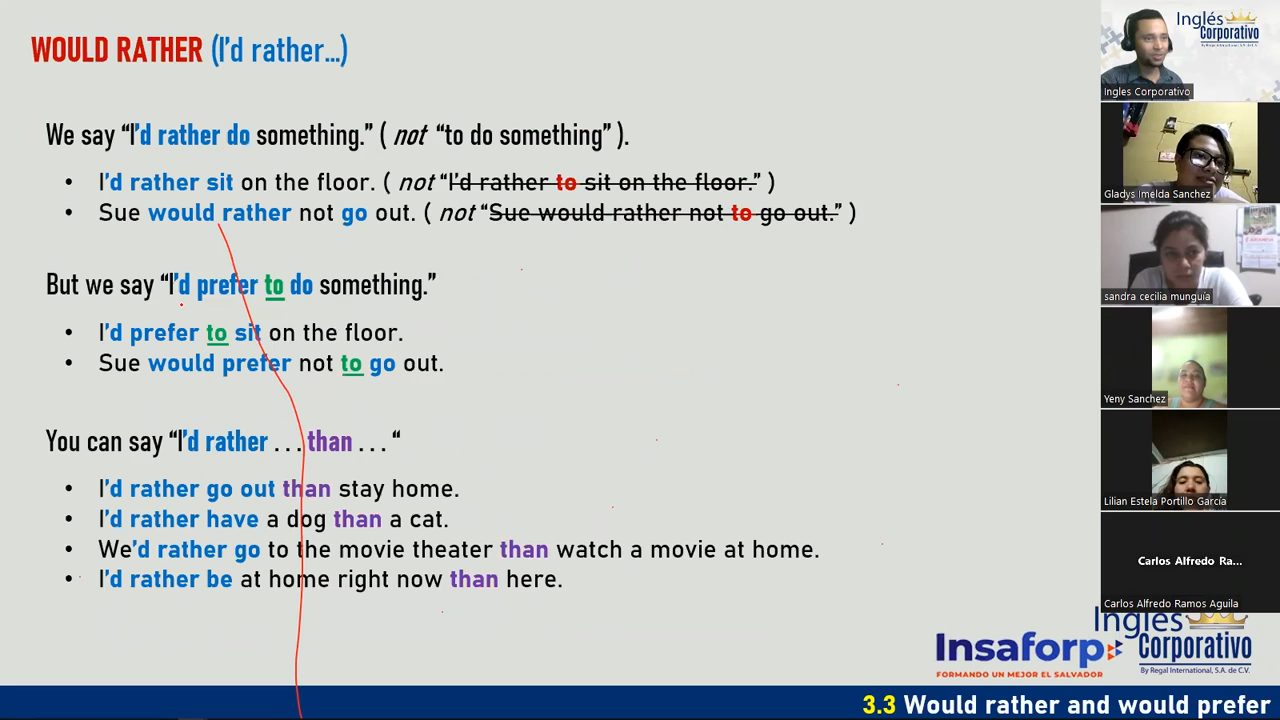 WOULD RATHER (I'd rather...)
We say “I'd rather do something.” ( not “to do something” ).
• I'd rather sit on the floor. ( not “I'd rather to sit on the floor.” )
• Sue would rather not go out. ( not “Sue would rather not to go out.” )
But we say “I'd prefer to do something.”
• I'd prefer to sit on the floor.
• Sue would prefer not to go out.
You can say “I'd rather . . . than . . . “
• I'd rather go out than stay home.
• I'd rather have a dog than a cat.
• We'd rather go to the movie theater than watch a movie at home.
• I'd rather be at home right now than here.
Inglés
Corporativo
By Regal International, S.A. de C.V.
Ingles Corporativo
Gladys Imelda Sanchez
sandra cecilia munguía
Yeny Sanchez
Lilian Estela Portillo García
Carlos Alfredo Ra...
Carlos Alfredo Ramos Aguila
Insaforp
FORMANDO UN MEJOR EL SALVADOR
Inglés
Corporativo
By Regal International, S.A. de C.V.
3.3 Would rather and would prefer